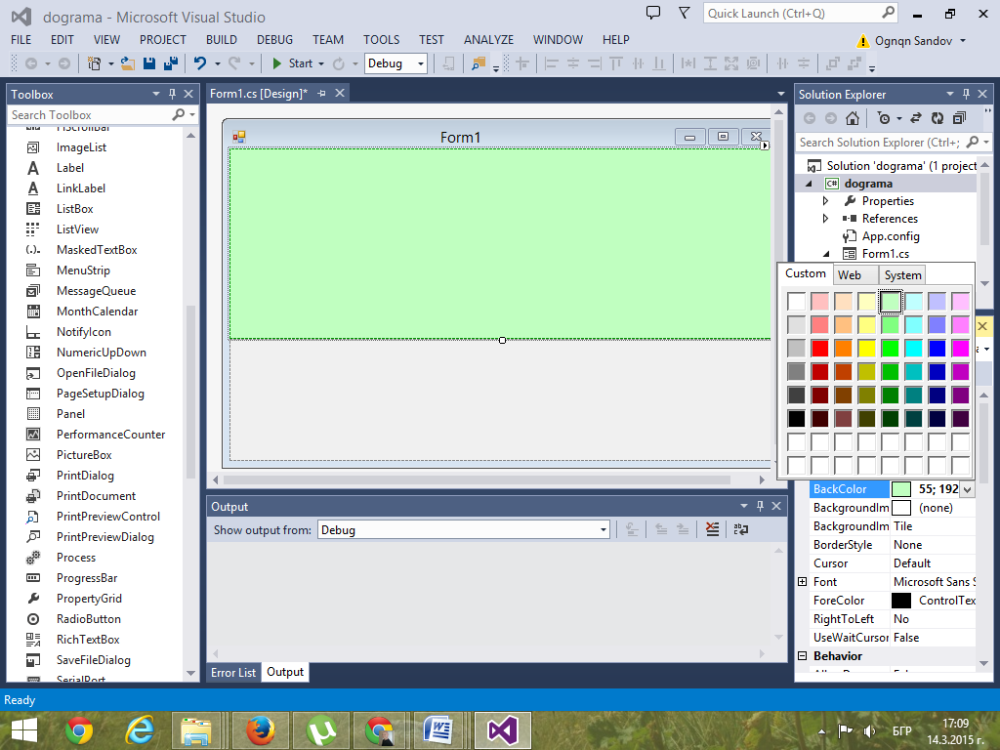 dograma - Microsoft Visual Studio
Quick Launch (Ctrl+Q)
FILE EDIT VIEW PROJECT BUILD DEBUG TEAM TOOLS TEST ANALYZE WINDOW HELP
Ognqn Sandov
Start Debug
Toolbox
Search Toolbox
HScrollBar
ImageList
Label
LinkLabel
ListBox
ListView
MaskedTextBox
MenuStrip
MessageQueue
MonthCalendar
NotifyIcon
NumericUpDown
OpenFileDialog
PageSetupDialog
Panel
PerformanceCounter
PictureBox
PrintDialog
PrintDocument
PrintPreviewControl
PrintPreviewDialog
Process
ProgressBar
PropertyGrid
RadioButton
RichTextBox
SaveFileDialog
SerialPort
Form1.cs [Design]*
Form1
Output
Show output from: Debug
Error List Output
Solution Explorer
Search Solution Explorer (Ctrl+;
Solution 'dograma' (1 project
C# dograma
Properties
References
App.config
Form1.cs
Custom Web System
BackColor 55; 192
BackgroundIm (none)
BackgroundIm Tile
BorderStyle None
Cursor Default
Font Microsoft Sans S
ForeColor ControlTex
RightToLeft No
UseWaitCursor False
Behavior
Ready
БГР
17:09
14.3.2015 г.